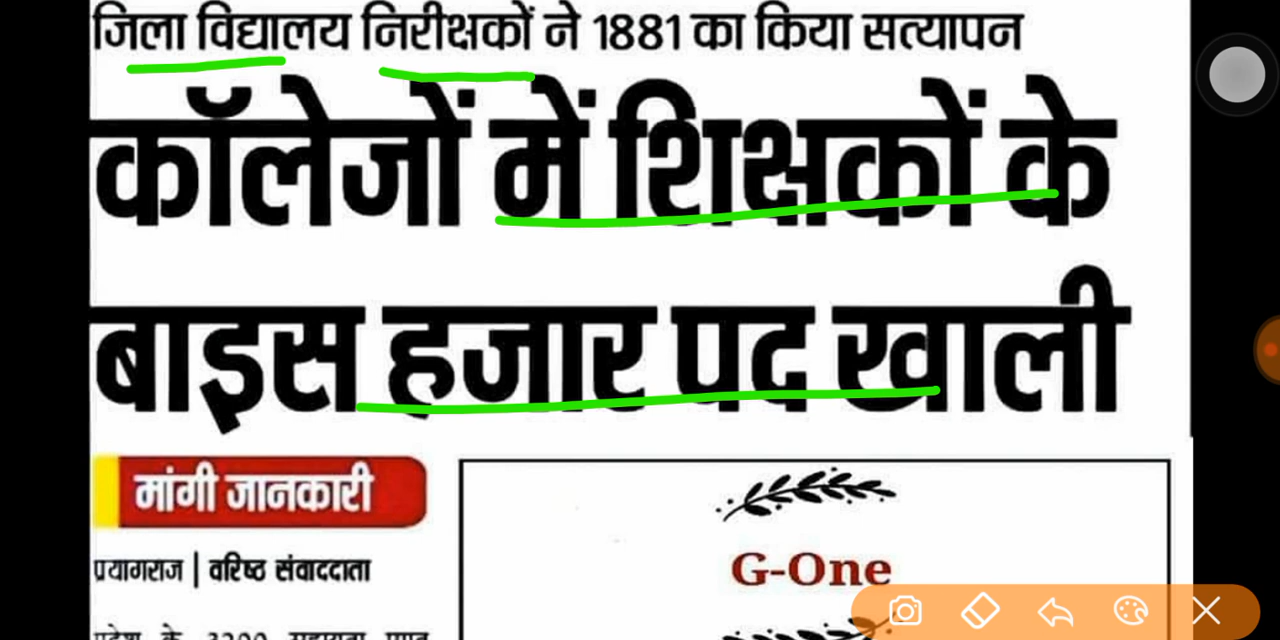 जिला विद्यालय निरीक्षकों ने 1881 का किया सत्यापन
कॉलेजों में शिक्षकों के
बाइस हजार पद खाली
मांगी जानकारी
प्रयागराज | वरिष्ठ संवाददाता
G-One